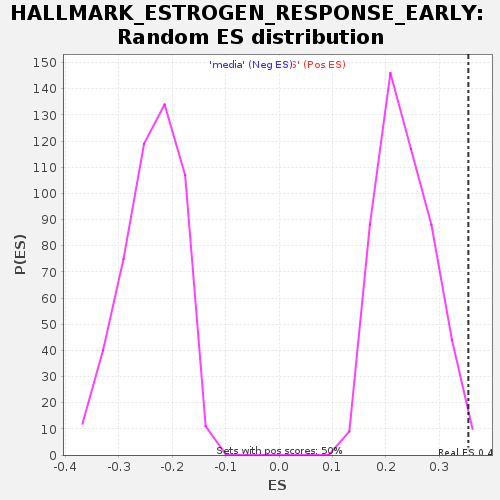 HALLMARK_ESTROGEN_RESPONSE_EARLY:
Random ES distribution
'media' (Neg ES) (Pos ES)
150
140
130
120
110
100
90
80
70
60
50
40
30
20
10
0
P(ES)
Sets with pos scores: 50%
Real ES 0.4
-0.4 -0.3 -0.2 -0.1 0.0 0.1 0.2 0.3
ES